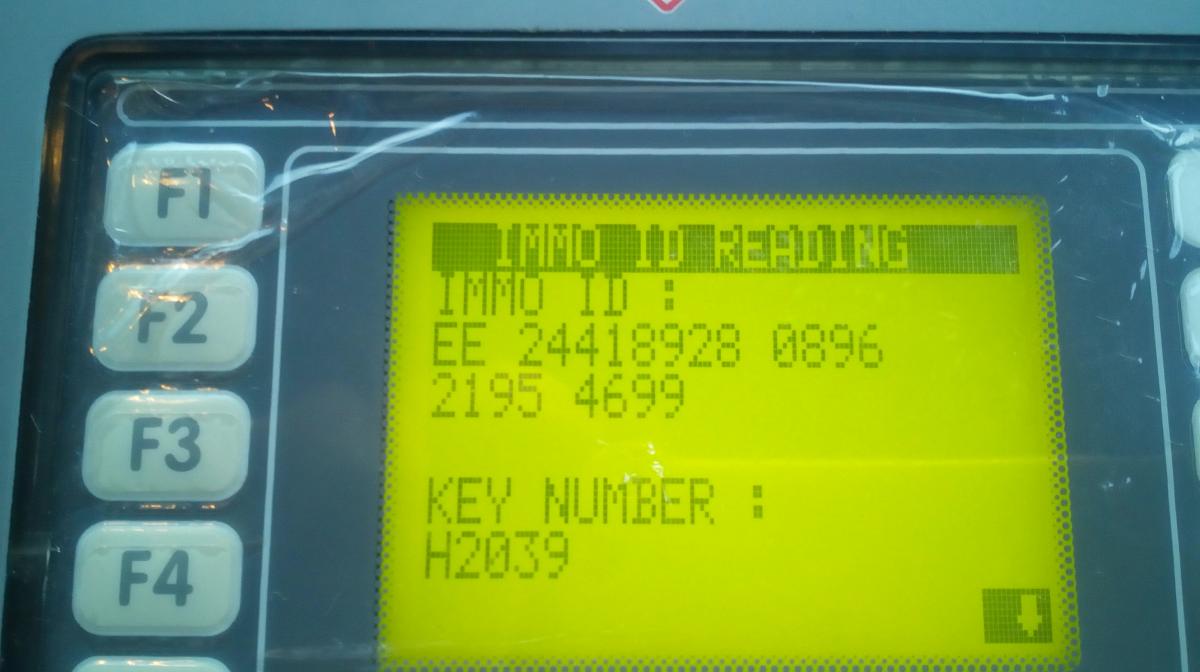 F1
F2
F3
F4
IMMO ID READING
IMMO ID :
EE 24418928 0896
2195 4699
KEY NUMBER :
H2039